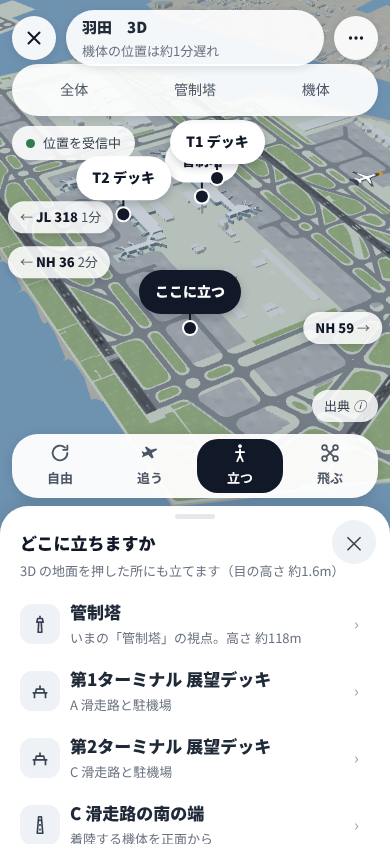 羽田 3D
機体の位置は約1分遅れ
全体
管制塔
機体
位置を受信中
T1 デッキ
T2 デッキ
← JL 318 1分
← NH 36 2分
ここに立つ
NH 59 →
出典 ⓘ
自由
追う
立つ
飛ぶ
どこに立ちますか
3D の地面を押した所にも立てます（目の高さ 約1.6m）
管制塔
いまの「管制塔」の視点。高さ 約118m
第1ターミナル 展望デッキ
A 滑走路と駐機場
第2ターミナル 展望デッキ
C 滑走路と駐機場
C 滑走路の南の端
着陸する機体を正面から